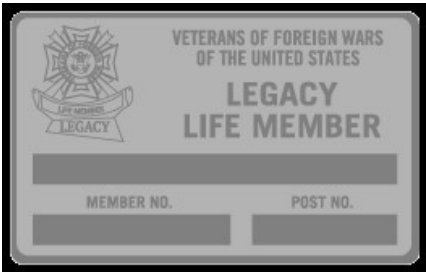 VETERANS OF FOREIGN WARS
OF THE UNITED STATES
LEGACY
LIFE MEMBER
LIFE MEMBER
LEGACY
MEMBER NO.
POST NO.